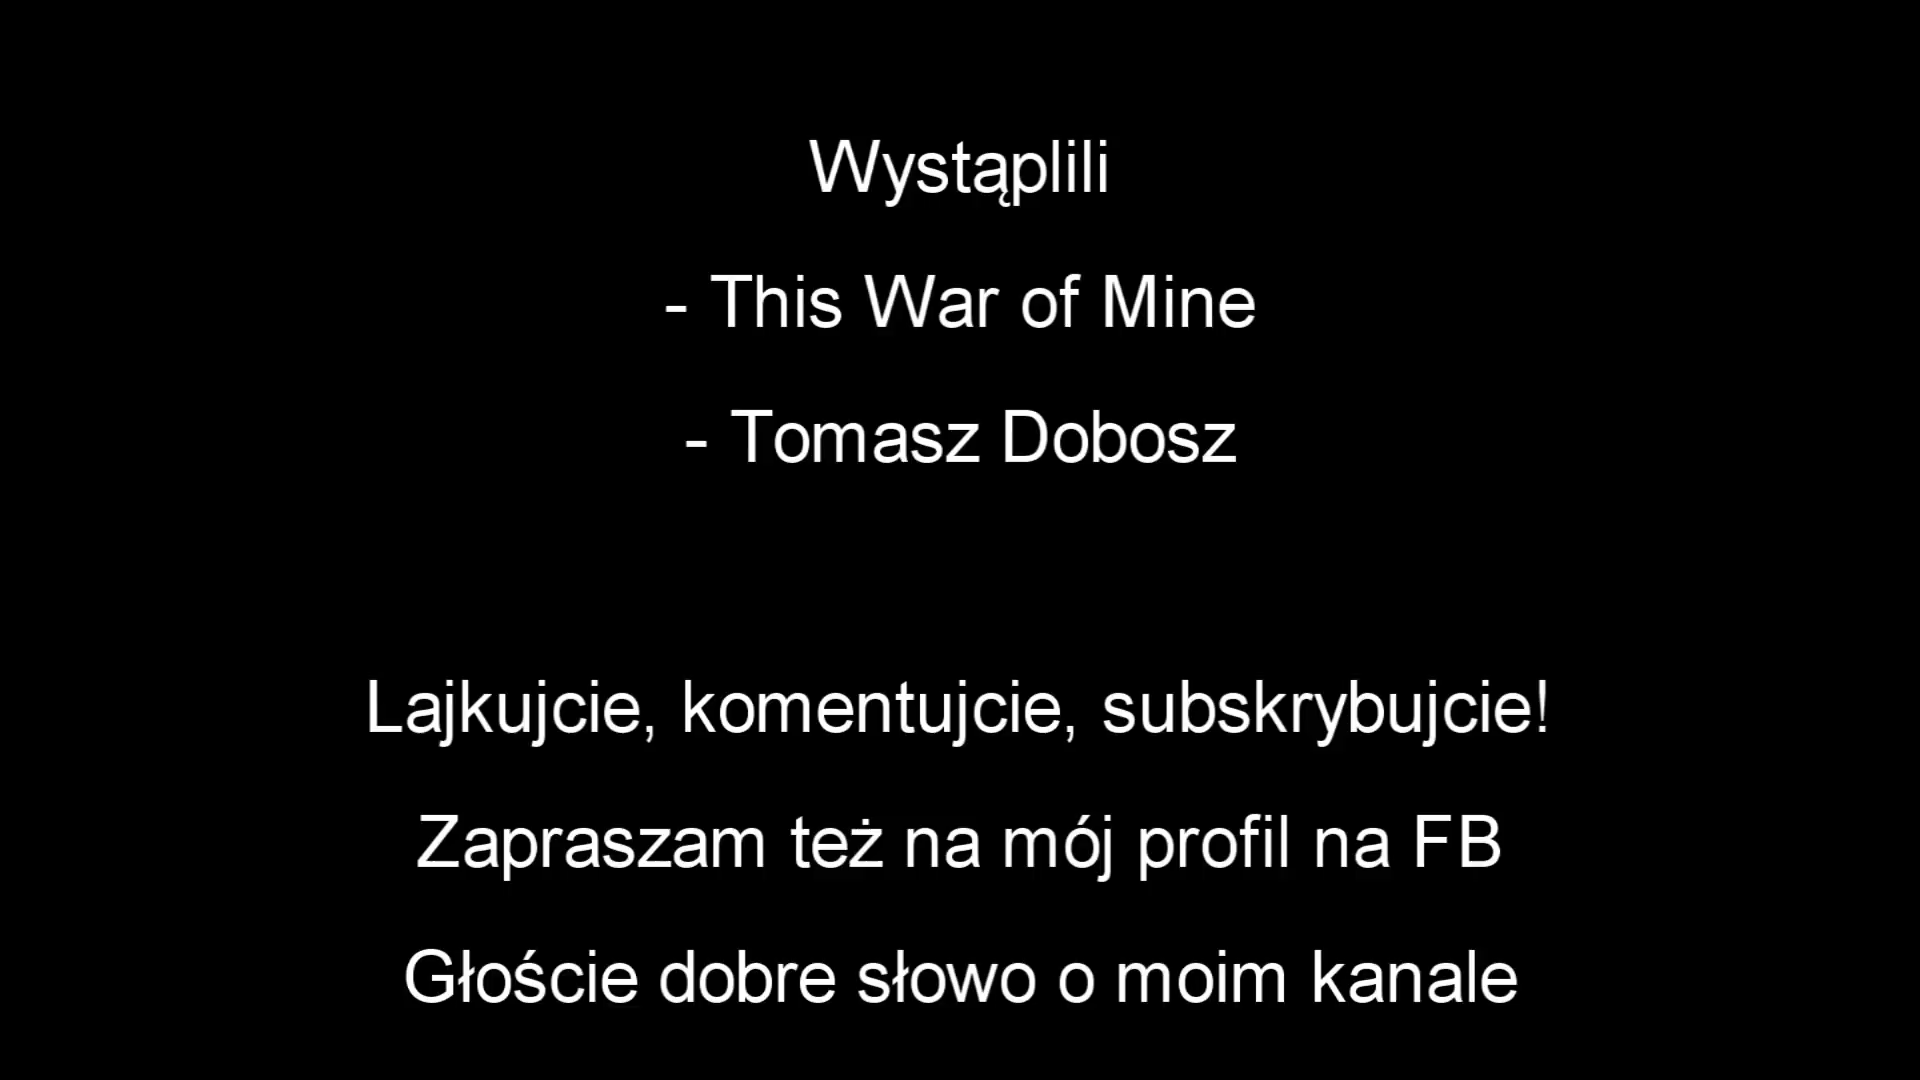 Wystąplili
- This War of Mine
- Tomasz Dobosz
Lajkujcie, komentujcie, subskrybujcie!
Zapraszam też na mój profil na FB
Głoście dobre słowo o moim kanale